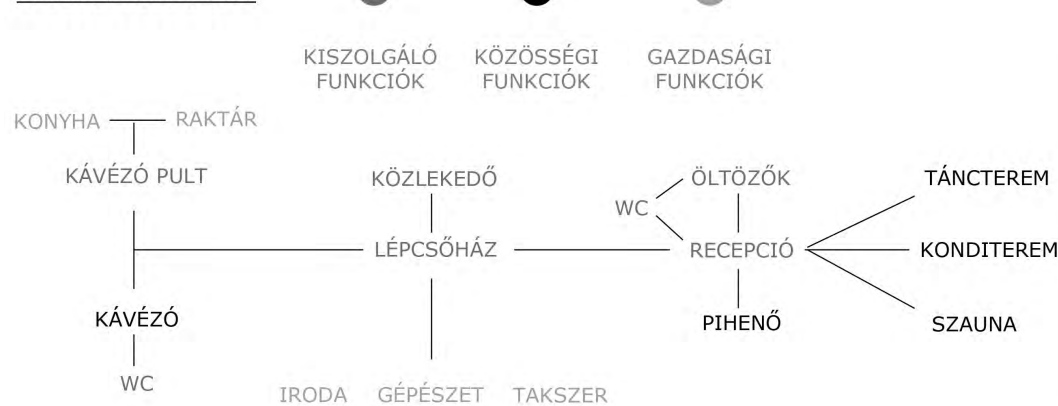 KISZOLGÁLÓ FUNKCIÓK
KÖZÖSSÉGI FUNKCIÓK
GAZDASÁGI FUNKCIÓK
KONYHA RAKTÁR
KÁVÉZÓ PULT KÖZLEKEDŐ ÖLTÖZŐK TÁNCTEREM
WC
LÉPCSŐHÁZ RECEPCIÓ KONDITEREM
KÁVÉZÓ PIHENŐ SZAUNA
WC
IRODA GÉPÉSZET TAKSZER